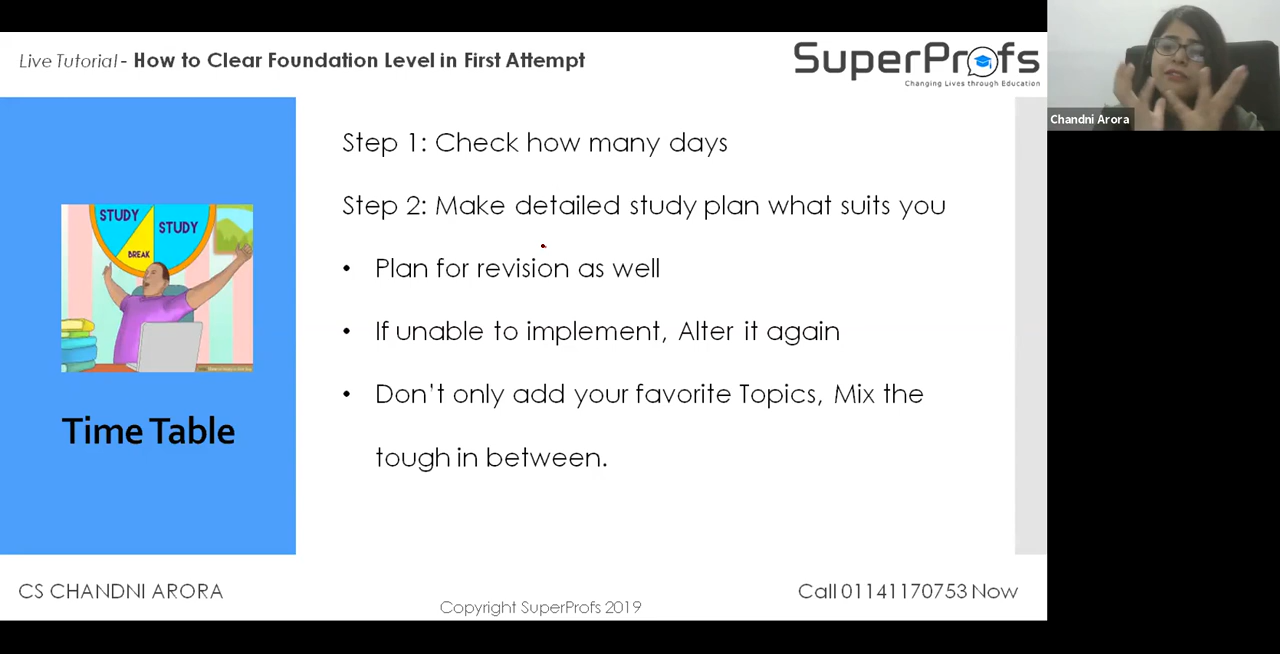 Live Tutorial - How to Clear Foundation Level in First Attempt
SuperProfs
Changing Lives through Education
Chandni Arora
Step 1: Check how many days
Step 2: Make detailed study plan what suits you
STUDY
STUDY
BREAK
• Plan for revision as well
• If unable to implement, Alter it again
• Don't only add your favorite Topics, Mix the
tough in between.
Time Table
CS CHANDNI ARORA
Copyright SuperProfs 2019
Call 01141170753 Now